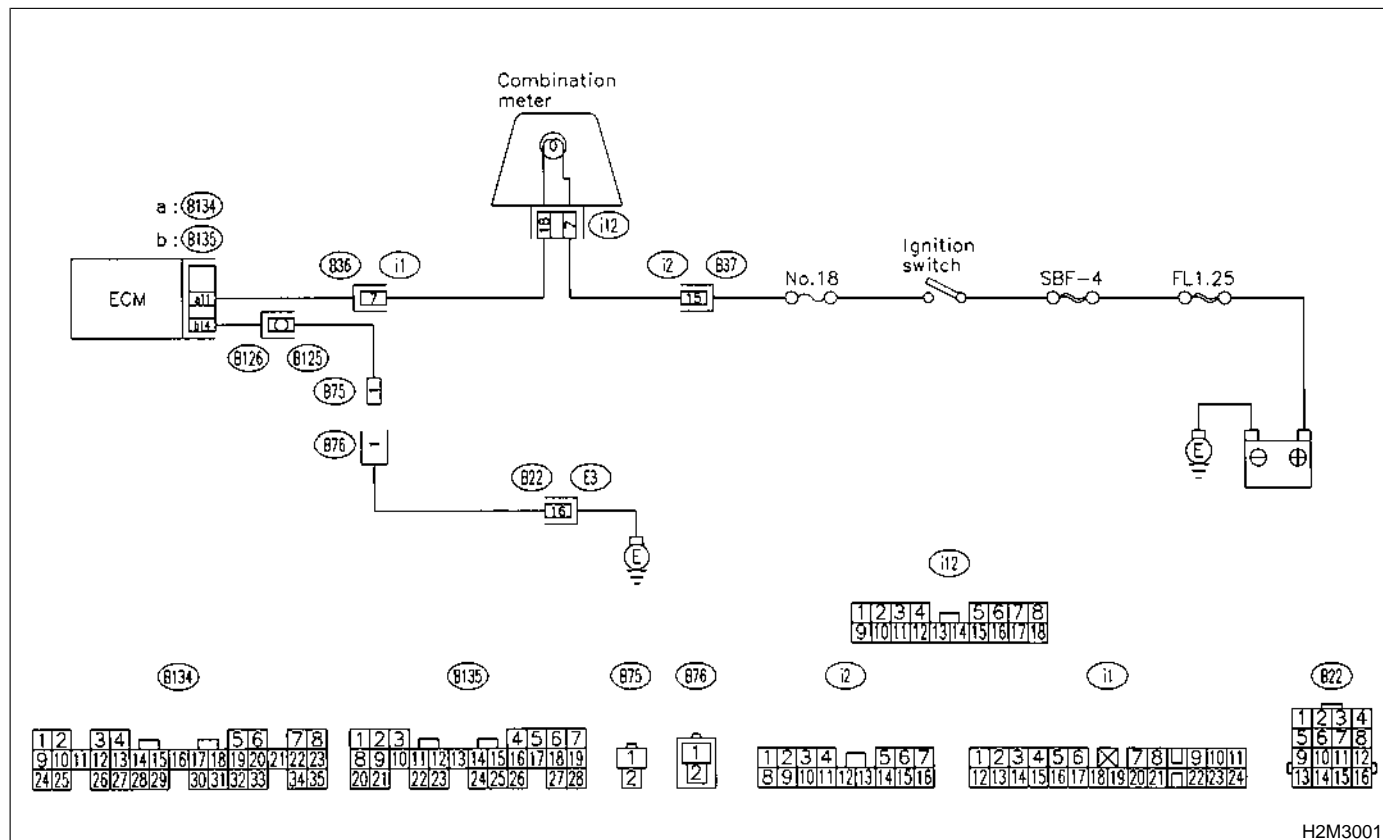 Combination
meter
18 7 i12
a : B134
b : B135
ECM
a11
b14
B36 i1
7
i2 B37
15
No.18
Ignition
switch
SBF-4
FL1.25
B126 B125
B75
1
B76
1
B22 E3
16
E
E
i12
1 2 3 4 5 6 7 8
9 10 11 12 13 14 15 16 17 18
B134
1 2 3 4 5 6 7 8
9 10 11 12 13 14 15 16 17 18 19 20 21 22 23
24 25 26 27 28 29 30 31 32 33 34 35
B135
1 2 3 4 5 6 7
8 9 10 11 12 13 14 15 16 17 18 19
20 21 22 23 24 25 26 27 28
B75
1
2
B76
1
2
i2
1 2 3 4 5 6 7
8 9 10 11 12 13 14 15 16
i1
1 2 3 4 5 6 7 8 9 10 11
12 13 14 15 16 17 18 19 20 21 22 23 24
B22
1 2 3 4
5 6 7 8
9 10 11 12
13 14 15 16
H2M3001